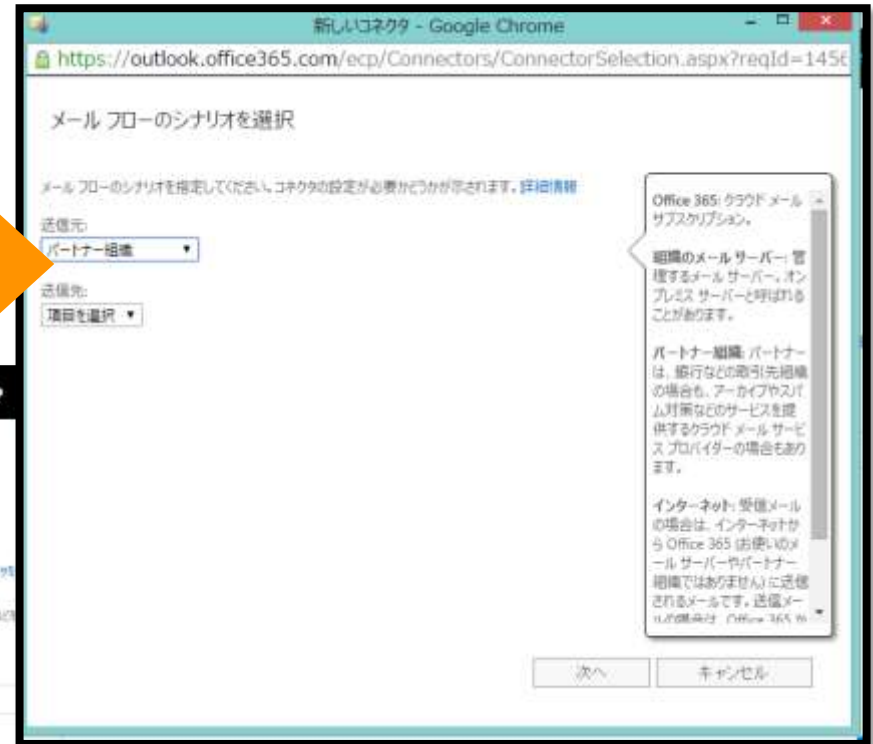 新しいコネクタ - Google Chrome
https://outlook.office365.com/ecp/Connectors/ConnectorSelection.aspx?reqId=1456
メール フローのシナリオを選択
メール フローのシナリオを指定してください。コネクタの設定が必要かどうかが示されます。詳細情報
送信元:
パートナー組織
送信先:
項目を選択
Office 365: クラウド メール
サブスクリプション。
組織のメール サーバー: 管
理するメール サーバー。オン
プレミス サーバーと呼ばれる
ことがあります。
パートナー組織: パートナー
は、銀行などの取引先組織
の場合も、アーカイブやスパ
ム対策などのサービスを提
供するクラウド メール サービ
ス プロバイダーの場合もあり
ます。
インターネット: 受信メール
の場合は、インターネットか
ら Office 365 (お使いのメ
ール サーバーやパートナー
組織ではありません) に送信
されるメールです。送信メー
ルの場合は、Office 365 か
次へ
キャンセル